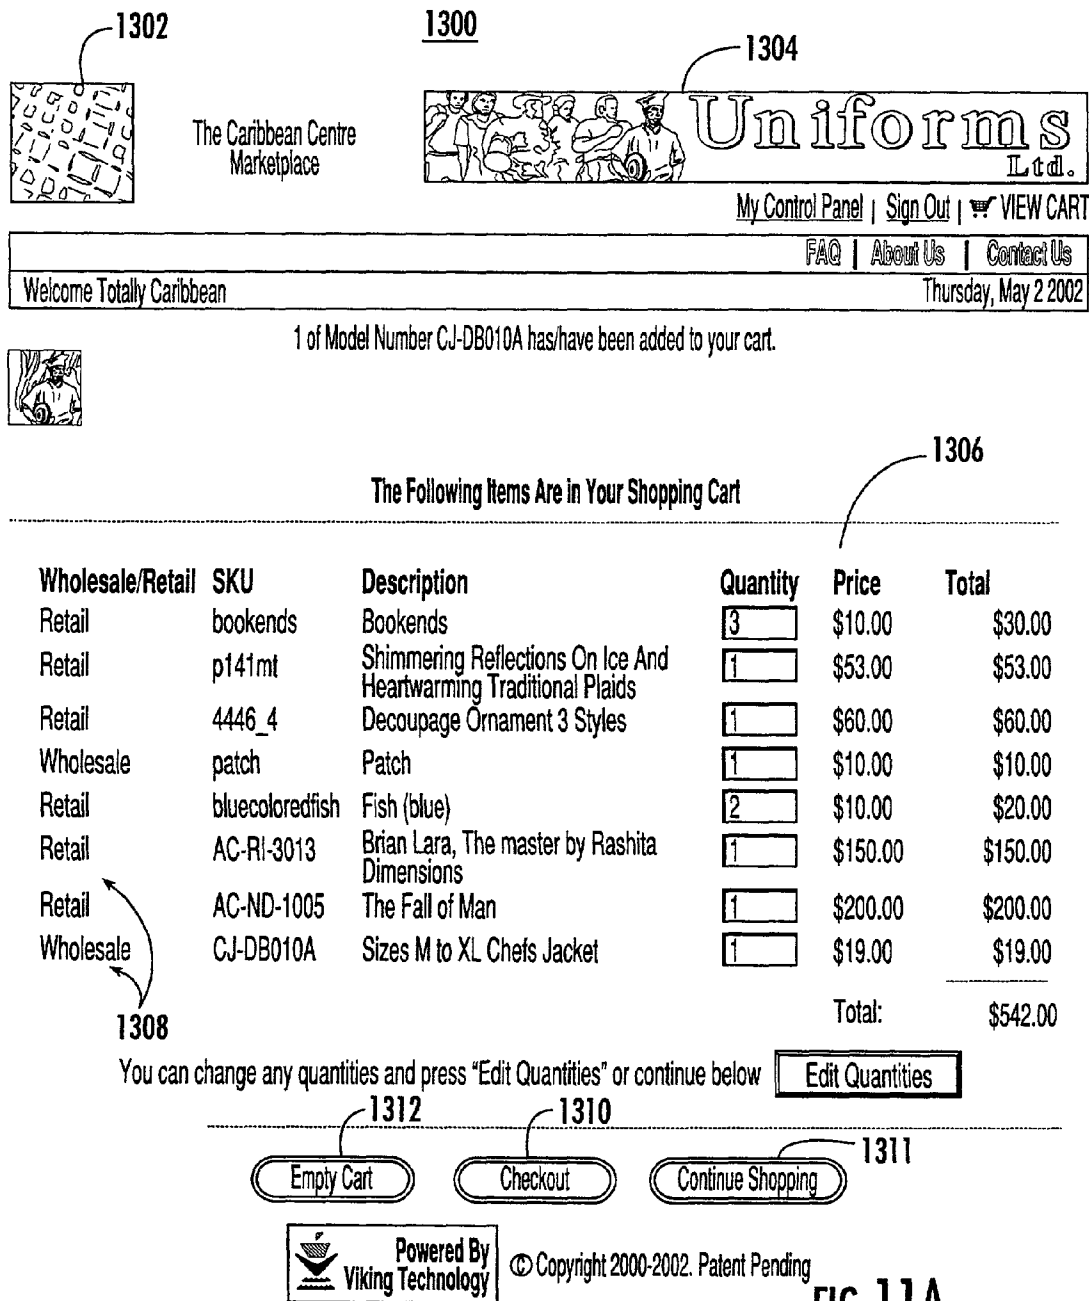 1302
1300
1304
The Caribbean Centre
Marketplace
Uniforms
Ltd.
My Control Panel | Sign Out | VIEW CART
FAQ | About Us | Contact Us
Welcome Totally Caribbean Thursday, May 2 2002
1 of Model Number CJ-DB010A has/have been added to your cart.
1306
The Following Items Are in Your Shopping Cart
Wholesale/Retail SKU Description Quantity Price Total
Retail bookends Bookends 3 $10.00 $30.00
Retail p141mt Shimmering Reflections On Ice And 1 $53.00 $53.00
Heartwarming Traditional Plaids
Retail 4446_4 Decoupage Ornament 3 Styles 1 $60.00 $60.00
Wholesale patch Patch 1 $10.00 $10.00
Retail bluecoloredfish Fish (blue) 2 $10.00 $20.00
Retail AC-RI-3013 Brian Lara, The master by Rashita 1 $150.00 $150.00
Dimensions
Retail AC-ND-1005 The Fall of Man 1 $200.00 $200.00
Wholesale CJ-DB010A Sizes M to XL Chefs Jacket 1 $19.00 $19.00
1308
Total: $542.00
You can change any quantities and press "Edit Quantities" or continue below Edit Quantities
1312 1310
1311
Empty Cart Checkout Continue Shopping
Powered By
Viking Technology
© Copyright 2000-2002. Patent Pending
FIG. 11A